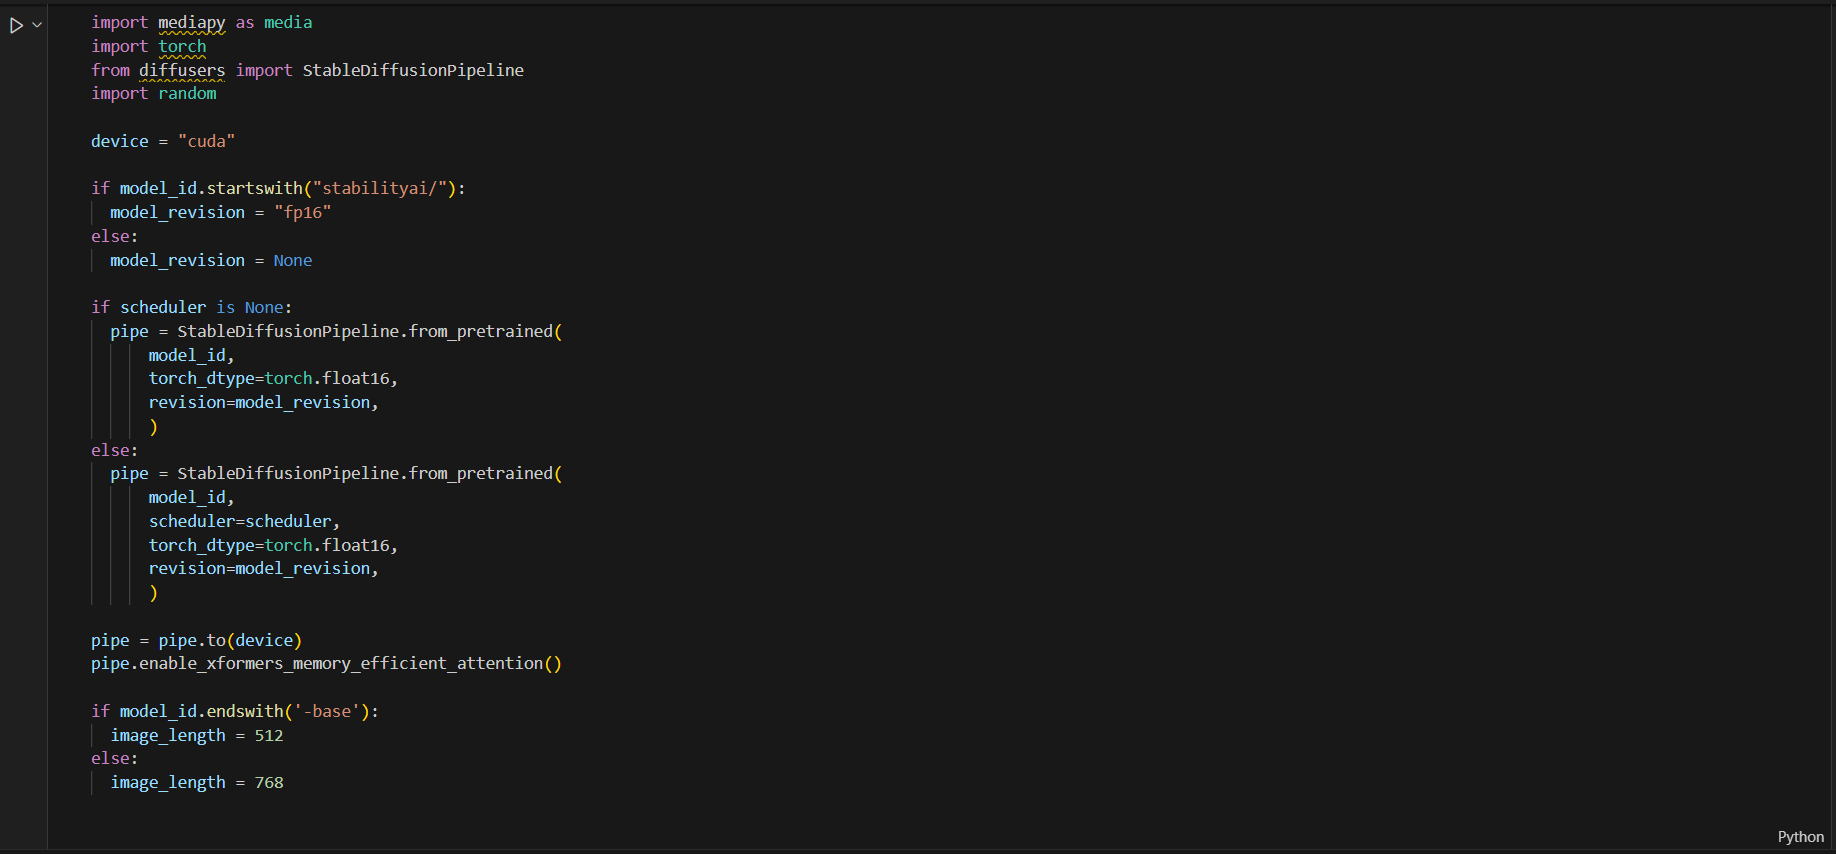 import mediapy as media
import torch
from diffusers import StableDiffusionPipeline
import random

device = "cuda"

if model_id.startswith("stabilityai/"):
  model_revision = "fp16"
else:
  model_revision = None

if scheduler is None:
  pipe = StableDiffusionPipeline.from_pretrained(
      model_id,
      torch_dtype=torch.float16,
      revision=model_revision,
      )
else:
  pipe = StableDiffusionPipeline.from_pretrained(
      model_id,
      scheduler=scheduler,
      torch_dtype=torch.float16,
      revision=model_revision,
      )

pipe = pipe.to(device)
pipe.enable_xformers_memory_efficient_attention()

if model_id.endswith('-base'):
  image_length = 512
else:
  image_length = 768
Python